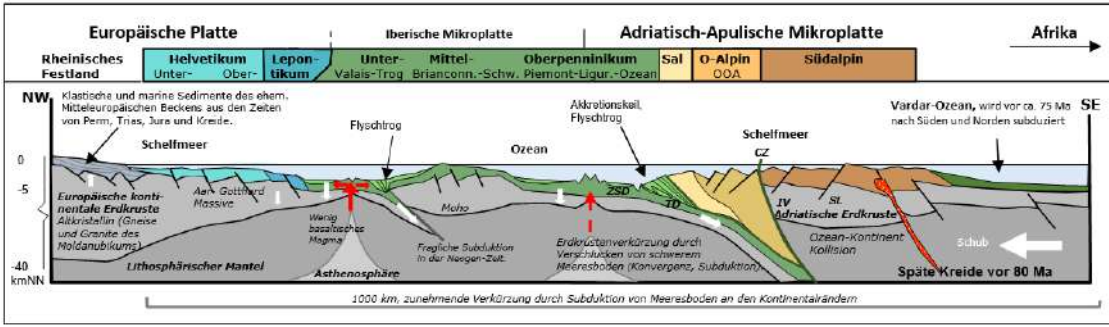 Europäische Platte
Iberische Mikroplatte
Adriatisch-Apulische Mikroplatte
Afrika
Rheinisches
Festland
Helvetikum
Unter- Ober-
Lepon-
tikum
Unter- Mittel- Oberpenninikum
Valais-Trog Brianconn.-Schw. Piemont-Ligur.-Ozean
Sal
O-Alpin
OOA
Südalpin
NW
Klastische und marine Sedimente des ehem.
Mitteleuropäischen Beckens aus den Zeiten
von Perm, Trias, Jura und Kreide.
Schelfmeer
Flyschtrog
Ozean
Akkretionskeil,
Flyschtrog
Schelfmeer
CZ
Vardar-Ozean, wird vor ca. 75 Ma
nach Süden und Norden subduziert
SE
0
-5
-40
kmNN
Europäische konti-
nentale Erdkruste
Altkristallin (Gneise
und Granite des
Moldanubikums)
Aar- Gotthard
Massive
Wenig
basaltisches
Magma
Moho
Fragliche Subduktion
in der Neogen-Zeit.
ZSD
TD
IV
SL
Adriatische Erdkruste
Ozean-Kontinent
Kollision
Erdkrustenverkürzung durch
Verschlucken von schwerem
Meeresboden (Konvergenz, Subduktion).
Schub
Lithosphärischer Mantel
Asthenosphäre
Späte Kreide vor 80 Ma
1000 km, zunehmende Verkürzung durch Subduktion von Meeresboden an den Kontinentalrändern